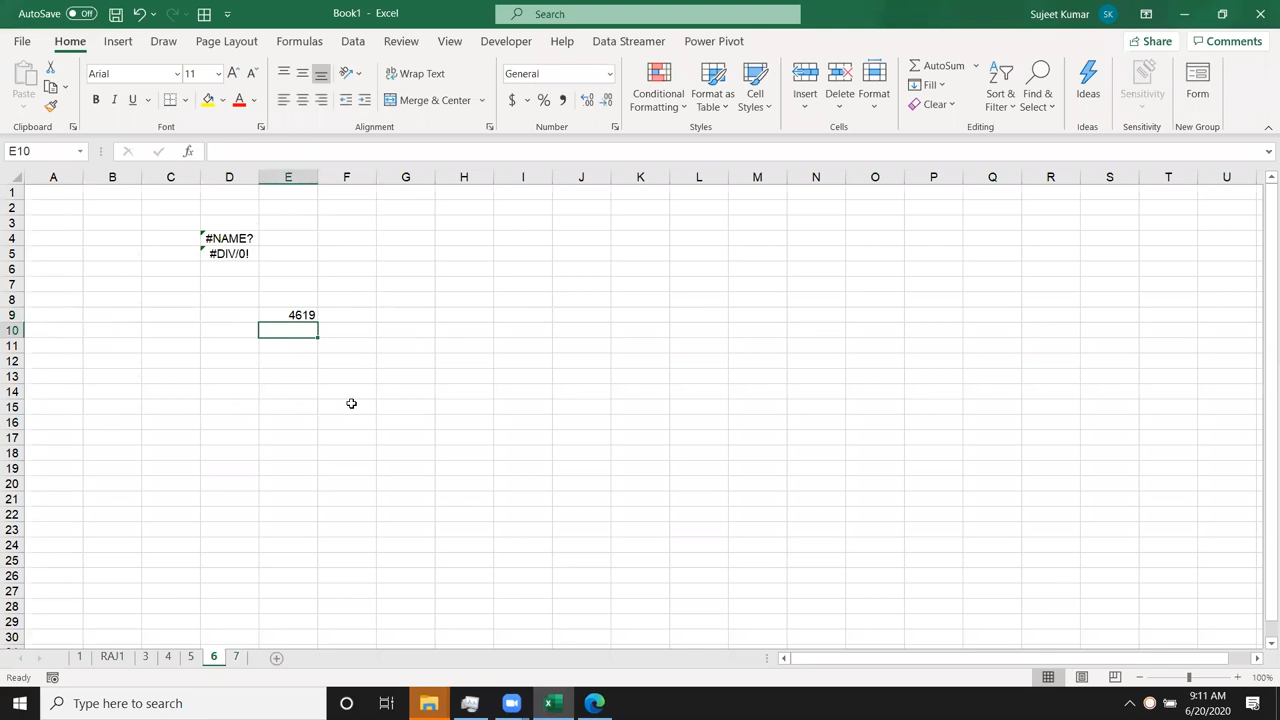 AutoSave Off Book1 - Excel Search Sujeet Kumar SK
File Home Insert Draw Page Layout Formulas Data Review View Developer Help Data Streamer Power Pivot Share Comments
Paste Arial 11 A A Wrap Text General Conditional Formatting Format as Table Cell Styles Insert Delete Format AutoSum Sort & Filter Find & Select Ideas Sensitivity Form
B I U A Merge & Center $ % Fill
Clear
Clipboard Font Alignment Number Styles Cells Editing Ideas Sensitivity New Group
E10 fx
A B C D E F G H I J K L M N O P Q R S T U
1
2
3
4 #NAME?
5 #DIV/0!
6
7
8
9 4619
10
11
12
13
14
15
16
17
18
19
20
21
22
23
24
25
26
27
28
29
30
1 RAJ1 3 4 5 6 7
Ready 100%
Type here to search 9:11 AM
6/20/2020